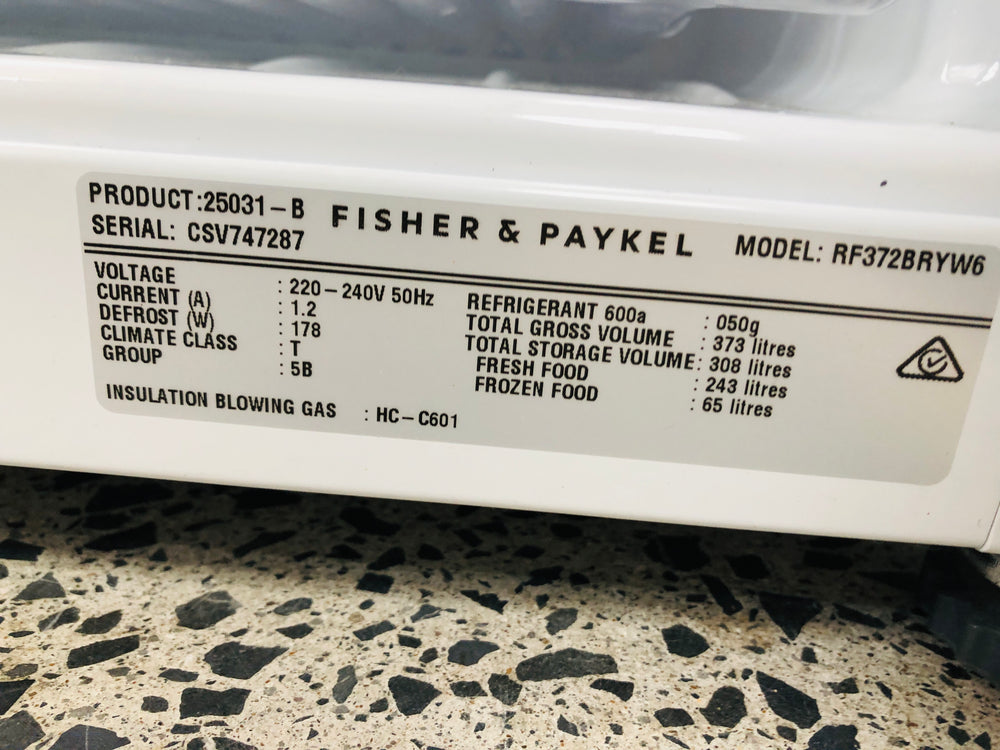 PRODUCT:25031-B
SERIAL: CSV747287
FISHER & PAYKEL
MODEL: RF372BRYW6
VOLTAGE : 220-240V 50Hz
CURRENT (A) : 1.2
DEFROST (W) : 178
CLIMATE CLASS : T
GROUP : 5B
INSULATION BLOWING GAS : HC-C601
REFRIGERANT 600a : 050g
TOTAL GROSS VOLUME : 373 litres
TOTAL STORAGE VOLUME: 308 litres
FRESH FOOD : 243 litres
FROZEN FOOD : 65 litres